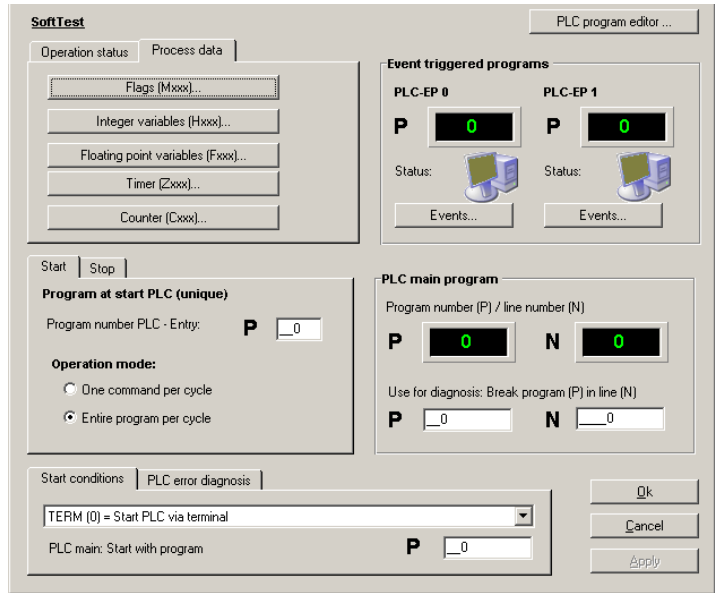 SoftTest
PLC program editor ...
Operation status Process data
Flags (Mxxx)...
Integer variables (Hxxx)...
Floating point variables (Fxxx)...
Timer (Zxxx)...
Counter (Cxxx)...
Event triggered programs
PLC-EP 0 PLC-EP 1
P 0 P 0
Status: Status:
Events... Events...
Start Stop
Program at start PLC (unique)
Program number PLC - Entry: P __0
Operation mode:
One command per cycle
Entire program per cycle
PLC main program
Program number (P) / line number (N)
P 0 N 0
Use for diagnosis: Break program (P) in line (N)
P __0 N ____0
Start conditions PLC error diagnosis
TERM (0) = Start PLC via terminal
PLC main: Start with program P __0
Ok
Cancel
Apply